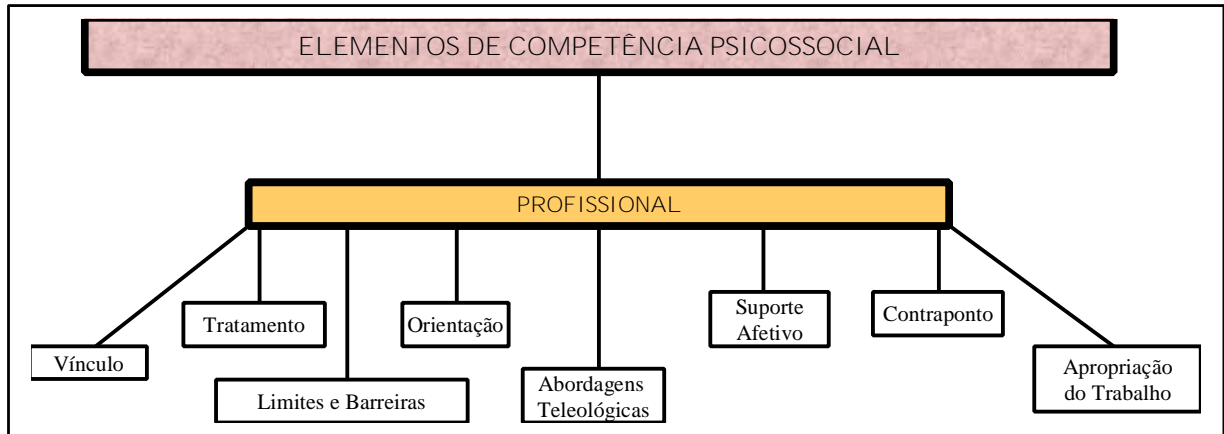 ELEMENTOS DE COMPETÊNCIA PSICOSSOCIAL
PROFISSIONAL
Vínculo
Tratamento
Limites e Barreiras
Orientação
Abordagens
Teleológicas
Suporte
Afetivo
Contraponto
Apropriação
do Trabalho